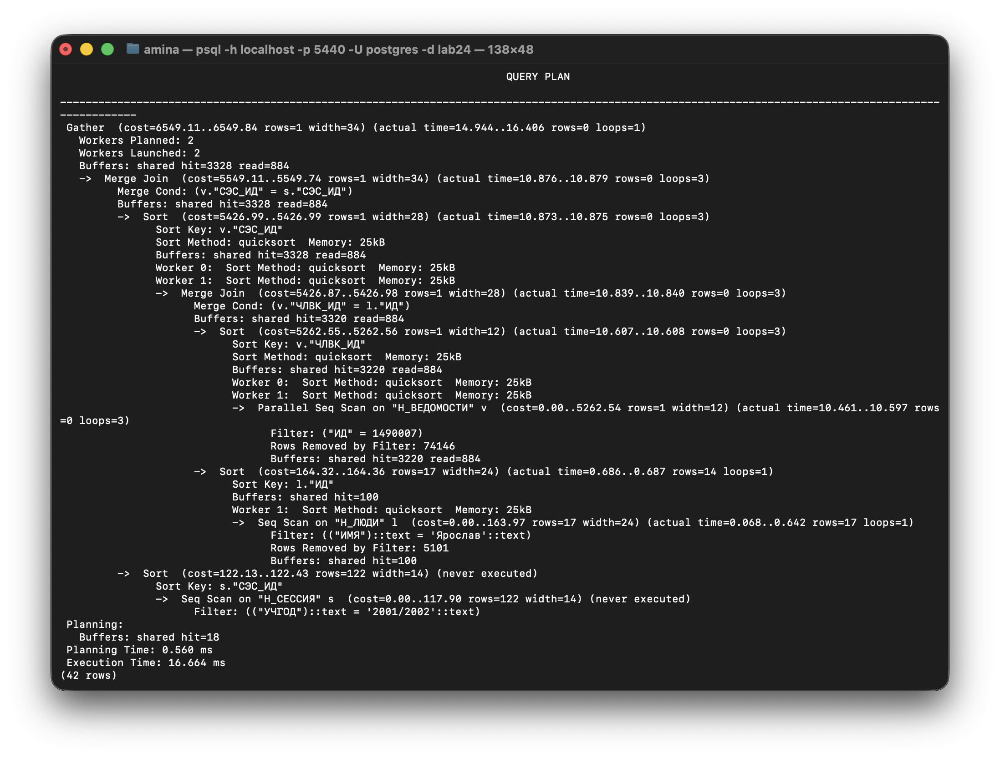 amina — psql -h localhost -p 5440 -U postgres -d lab24 — 138×48
QUERY PLAN
------------------------------------------------------------------------------------------------------------------------------------------
------------
Gather  (cost=6549.11..6549.84 rows=1 width=34) (actual time=14.944..16.406 rows=0 loops=1)
Workers Planned: 2
Workers Launched: 2
Buffers: shared hit=3328 read=884
->  Merge Join  (cost=5549.11..5549.74 rows=1 width=34) (actual time=10.876..10.879 rows=0 loops=3)
Merge Cond: (v."СЭС_ИД" = s."СЭС_ИД")
Buffers: shared hit=3328 read=884
->  Sort  (cost=5426.99..5426.99 rows=1 width=28) (actual time=10.873..10.875 rows=0 loops=3)
Sort Key: v."СЭС_ИД"
Sort Method: quicksort  Memory: 25kB
Buffers: shared hit=3328 read=884
Worker 0:  Sort Method: quicksort  Memory: 25kB
Worker 1:  Sort Method: quicksort  Memory: 25kB
->  Merge Join  (cost=5426.87..5426.98 rows=1 width=28) (actual time=10.839..10.840 rows=0 loops=3)
Merge Cond: (v."ЧЛВК_ИД" = l."ИД")
Buffers: shared hit=3320 read=884
->  Sort  (cost=5262.55..5262.56 rows=1 width=12) (actual time=10.607..10.608 rows=0 loops=3)
Sort Key: v."ЧЛВК_ИД"
Sort Method: quicksort  Memory: 25kB
Buffers: shared hit=3220 read=884
Worker 0:  Sort Method: quicksort  Memory: 25kB
Worker 1:  Sort Method: quicksort  Memory: 25kB
->  Parallel Seq Scan on "Н_ВЕДОМОСТИ" v  (cost=0.00..5262.54 rows=1 width=12) (actual time=10.461..10.597 rows
=0 loops=3)
Filter: ("ИД" = 1490007)
Rows Removed by Filter: 74146
Buffers: shared hit=3220 read=884
->  Sort  (cost=164.32..164.36 rows=17 width=24) (actual time=0.686..0.687 rows=14 loops=1)
Sort Key: l."ИД"
Buffers: shared hit=100
Worker 1:  Sort Method: quicksort  Memory: 25kB
->  Seq Scan on "Н_ЛЮДИ" l  (cost=0.00..163.97 rows=17 width=24) (actual time=0.068..0.642 rows=17 loops=1)
Filter: (("ИМЯ")::text = 'Ярослав'::text)
Rows Removed by Filter: 5101
Buffers: shared hit=100
->  Sort  (cost=122.13..122.43 rows=122 width=14) (never executed)
Sort Key: s."СЭС_ИД"
->  Seq Scan on "Н_СЕССИЯ" s  (cost=0.00..117.90 rows=122 width=14) (never executed)
Filter: (("УЧГОД")::text = '2001/2002'::text)
Planning:
Buffers: shared hit=18
Planning Time: 0.560 ms
Execution Time: 16.664 ms
(42 rows)